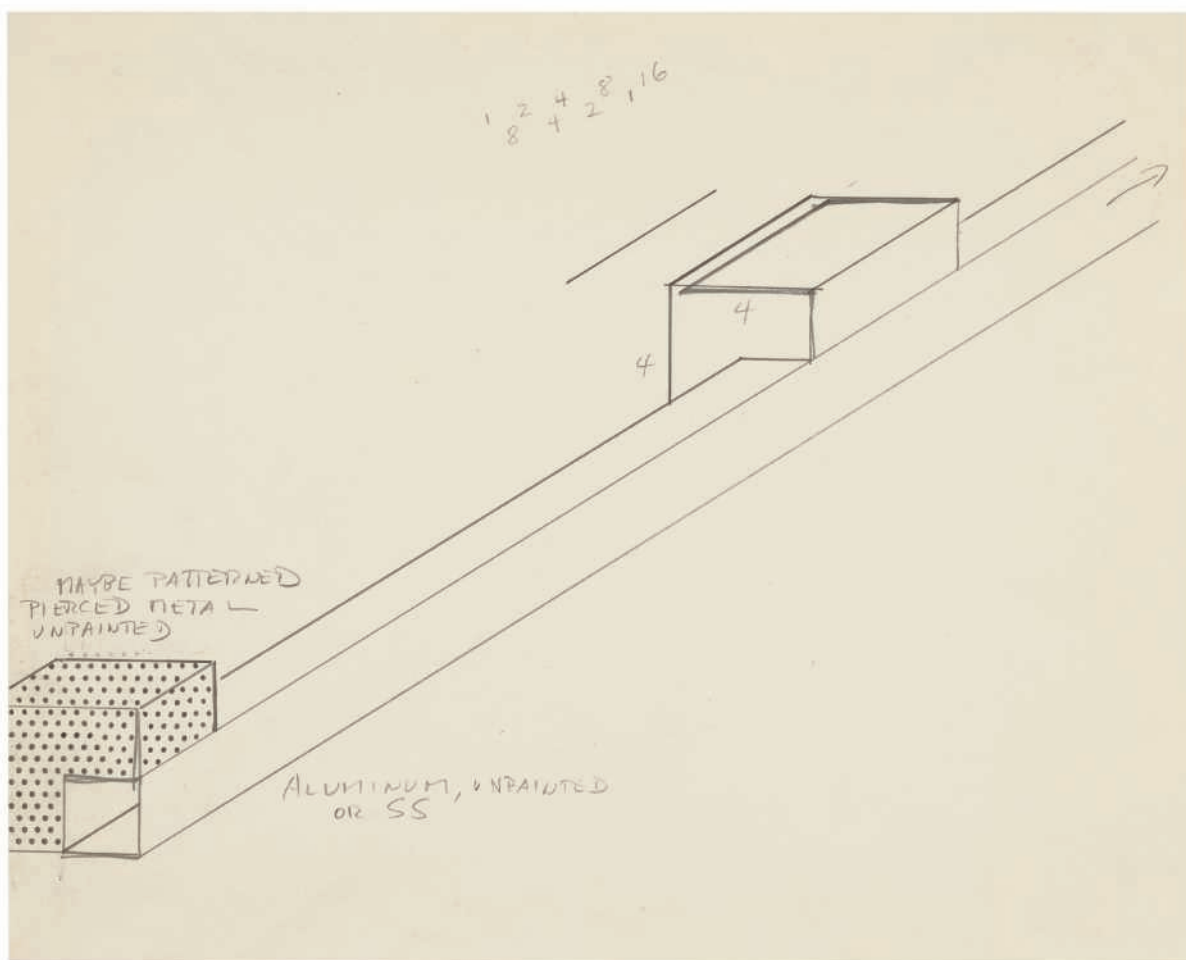 1 2 4 8 16
8 4 2 1
4
4
MAYBE PATTERNED
PIERCED METAL
UNPAINTED
ALUMINUM, UNPAINTED
OR SS